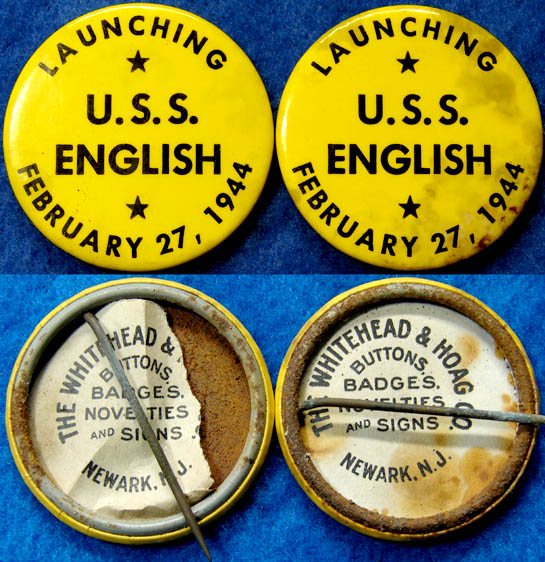 LAUNCHING
U.S.S.
ENGLISH
FEBRUARY 27, 1944
LAUNCHING
U.S.S.
ENGLISH
FEBRUARY 27, 1944
THE WHITEHEAD &
BUTTONS,
BADGES,
NOVELTIES
AND SIGNS
NEWARK, N.J.
THE WHITEHEAD & HOAG CO.
BUTTONS,
BADGES,
NOVELTIES
AND SIGNS
NEWARK, N.J.